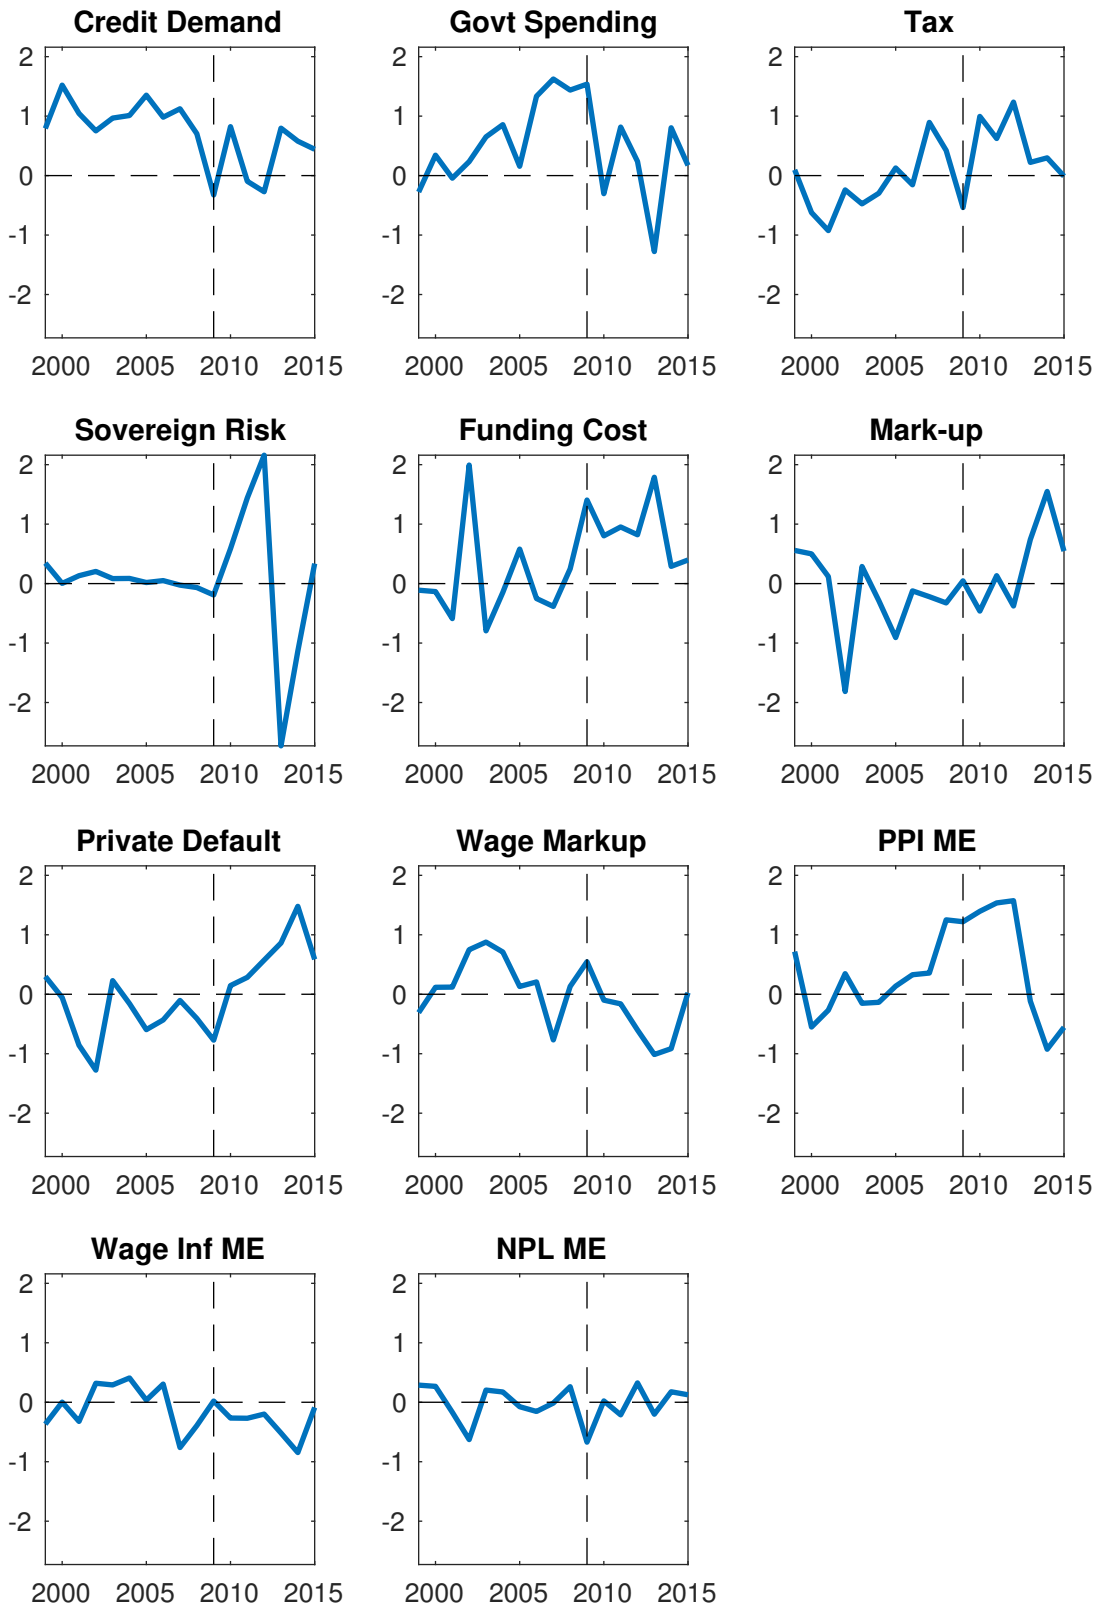 Credit Demand Govt Spending Tax
2 2 2
1 1 1
0 0 0
-1 -1 -1
-2 -2 -2
2000 2005 2010 2015 2000 2005 2010 2015 2000 2005 2010 2015
Sovereign Risk Funding Cost Mark-up
2 2 2
1 1 1
0 0 0
-1 -1 -1
-2 -2 -2
2000 2005 2010 2015 2000 2005 2010 2015 2000 2005 2010 2015
Private Default Wage Markup PPI ME
2 2 2
1 1 1
0 0 0
-1 -1 -1
-2 -2 -2
2000 2005 2010 2015 2000 2005 2010 2015 2000 2005 2010 2015
Wage Inf ME NPL ME
2 2
1 1
0 0
-1 -1
-2 -2
2000 2005 2010 2015 2000 2005 2010 2015